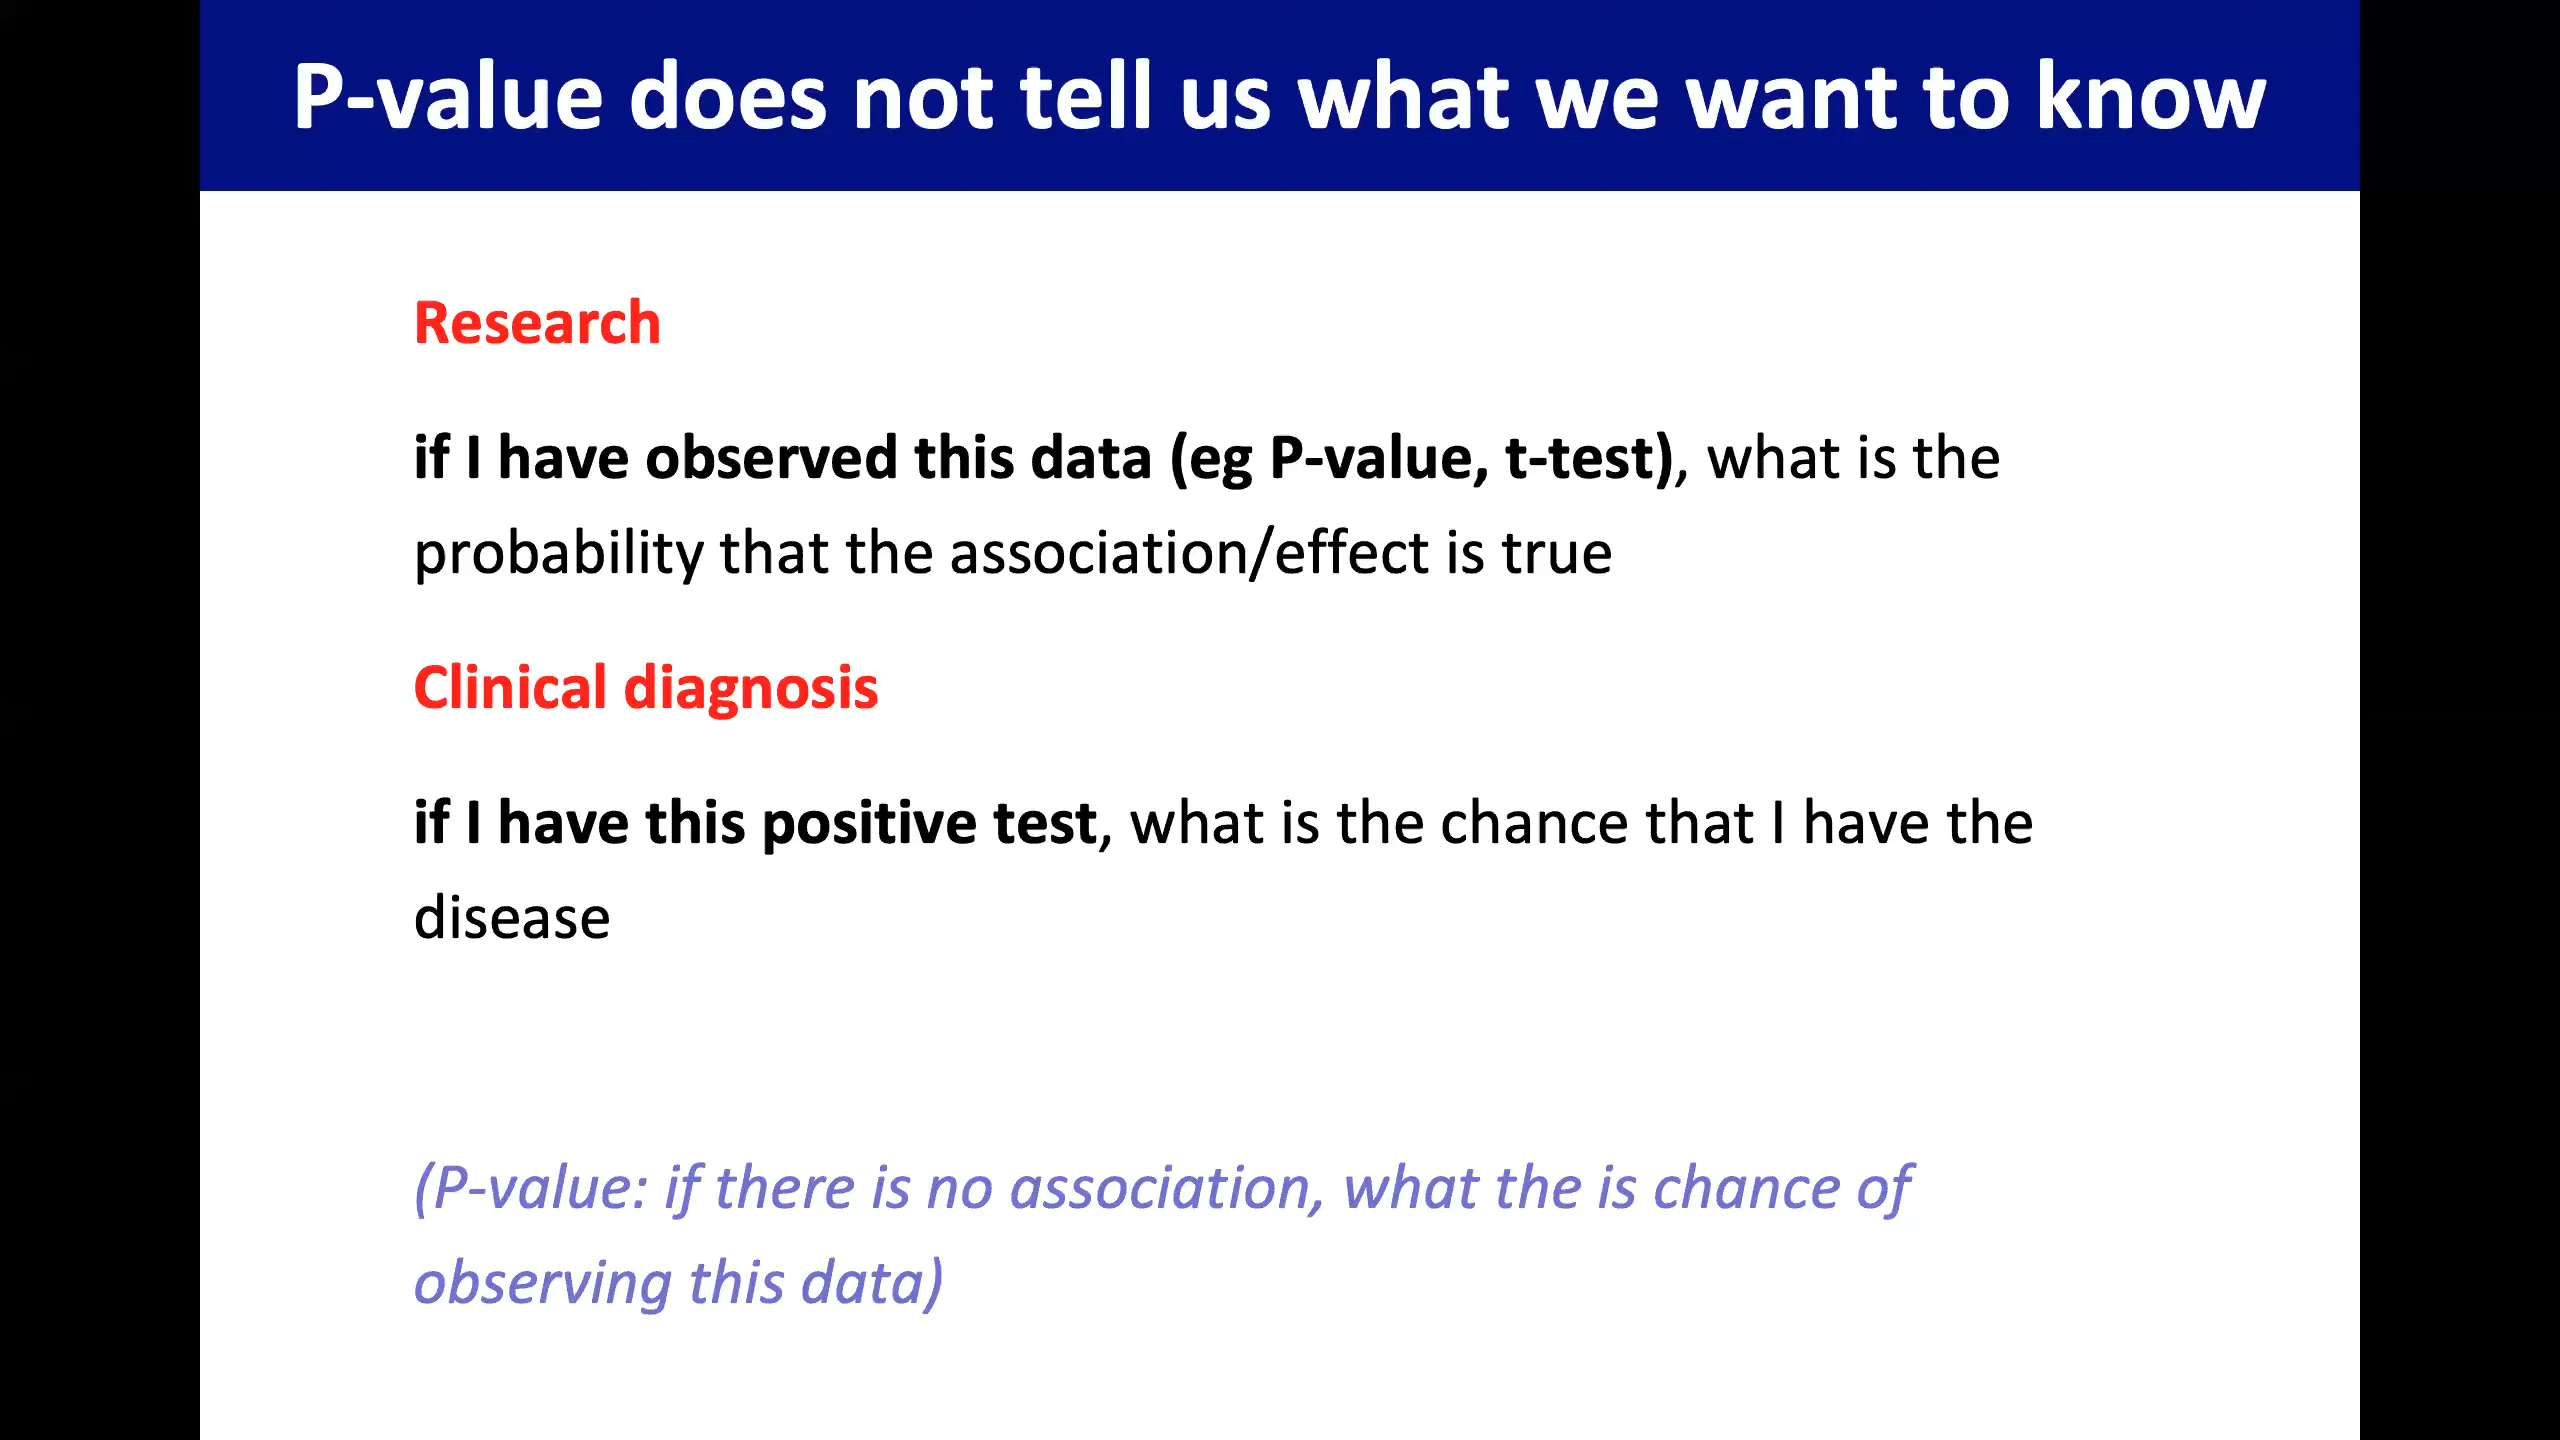 P-value does not tell us what we want to know
Research
if I have observed this data (eg P-value, t-test), what is the
probability that the association/effect is true
Clinical diagnosis
if I have this positive test, what is the chance that I have the
disease
(P-value: if there is no association, what the is chance of
observing this data)